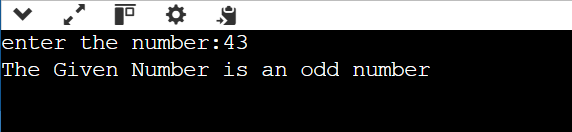 enter the number:43
The Given Number is an odd number